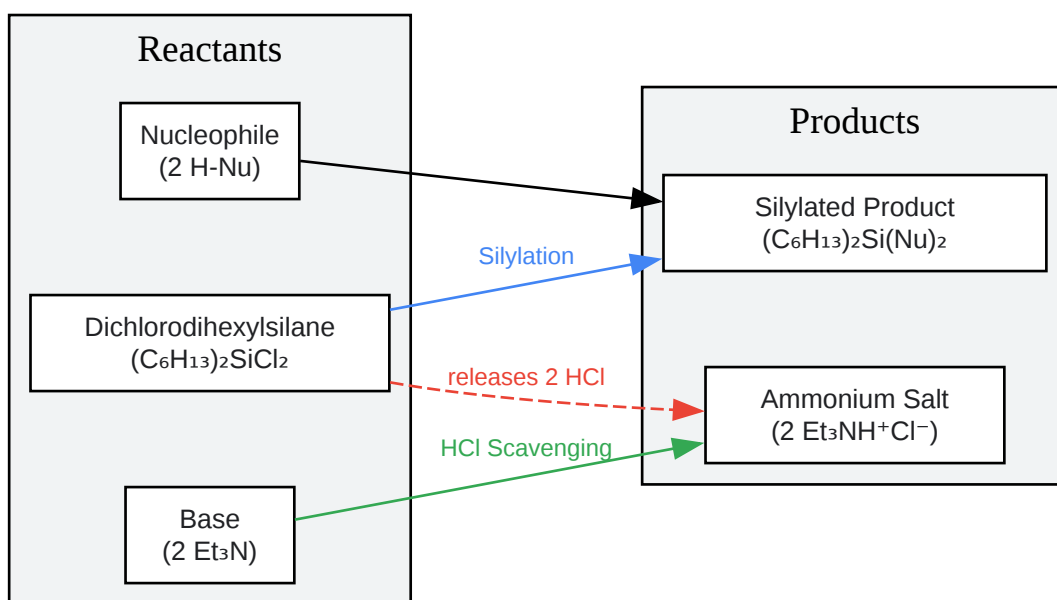 Reactants
Nucleophile
(2 H-Nu)
Dichlorodihexylsilane
(C₆H₁₃)₂SiCl₂
Base
(2 Et₃N)
Silylation
releases 2 HCl
HCl Scavenging
Products
Silylated Product
(C₆H₁₃)₂Si(Nu)₂
Ammonium Salt
(2 Et₃NH⁺Cl⁻)